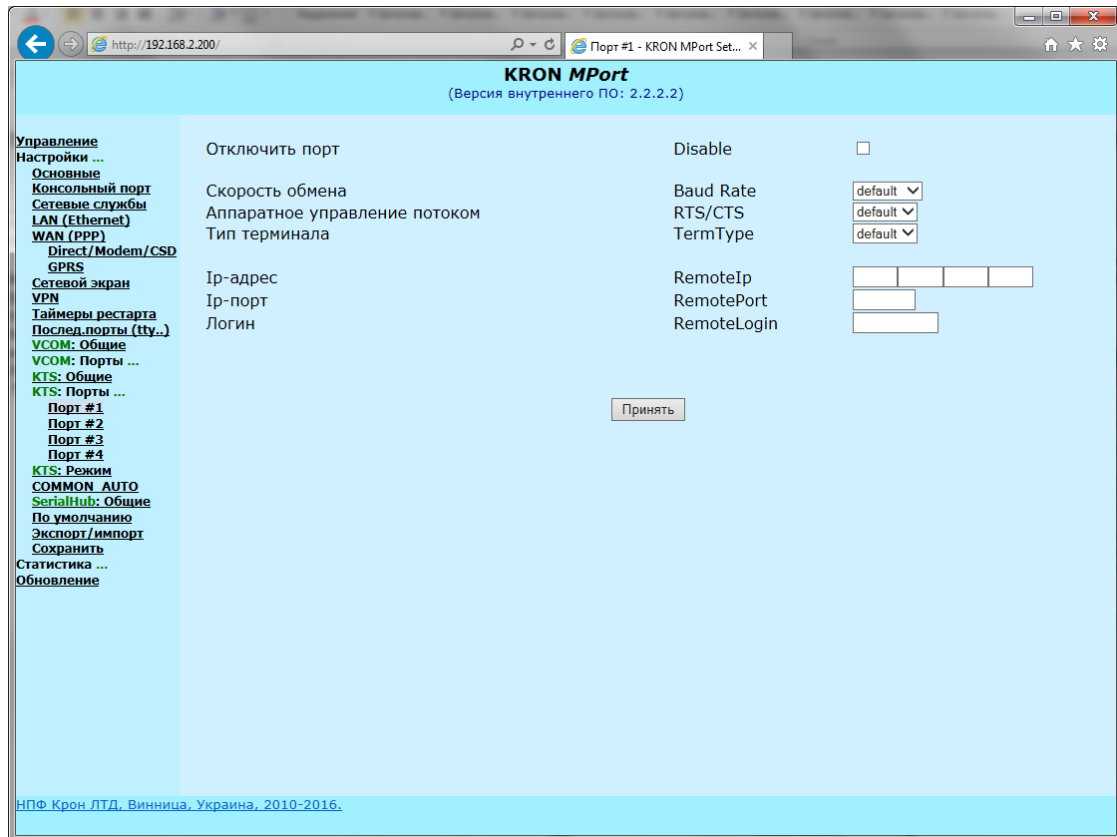 http://192.168.2.200/
Порт #1 - KRON MPort Set...
KRON MPort
(Версия внутреннего ПО: 2.2.2.2)
Управление
Настройки ...
Основные
Консольный порт
Сетевые службы
LAN (Ethernet)
WAN (PPP)
Direct/Modem/CSD
GPRS
Сетевой экран
VPN
Таймеры рестарта
Послед.порты (tty..)
VCOM: Общие
VCOM: Порты ...
KTS: Общие
KTS: Порты ...
Порт #1
Порт #2
Порт #3
Порт #4
KTS: Режим
COMMON_AUTO
SerialHub: Общие
По умолчанию
Экспорт/импорт
Сохранить
Статистика ...
Обновление
Отключить порт Disable
Скорость обмена Baud Rate default
Аппаратное управление потоком RTS/CTS default
Тип терминала TermType default
Ip-адрес RemoteIp
Ip-порт RemotePort
Логин RemoteLogin
Принять
НПФ Крон ЛТД, Винница, Украина, 2010-2016.